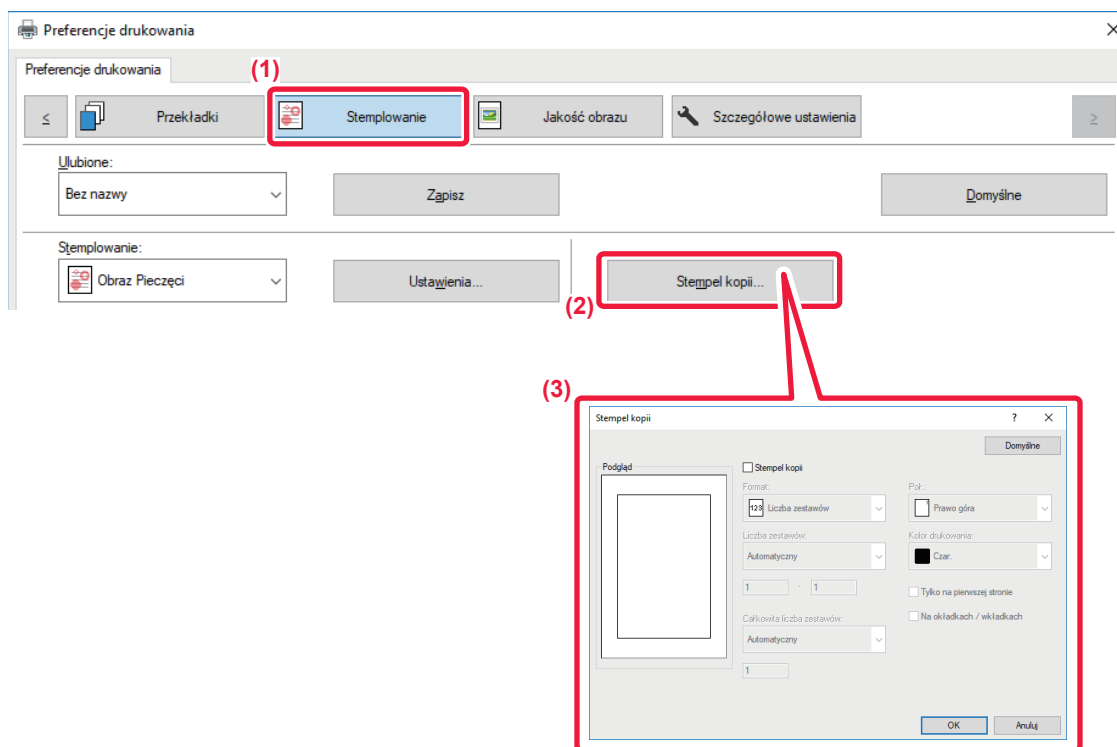 Preferencje drukowania
Preferencje drukowania
(1)
<
Przekładki
Stemplowanie
Jakość obrazu
Szczegółowe ustawienia
>
Ulubione:
Bez nazwy
Zapisz
Domyślne
Stemplowanie:
Obraz Pieczęci
Ustawienia...
Stempel kopii...
(2)
(3)
Stempel kopii
?
Domyślne
Podgląd
Stempel kopii
Format:
Poł.:
123 Liczba zestawów
Prawo góra
Liczba zestawów:
Kolor drukowania:
Automatyczny
Czar.
1 - 1
Tylko na pierwszej stronie
Na okładkach / wkładkach
Całkowita liczba zestawów:
Automatyczny
1
OK
Anuluj